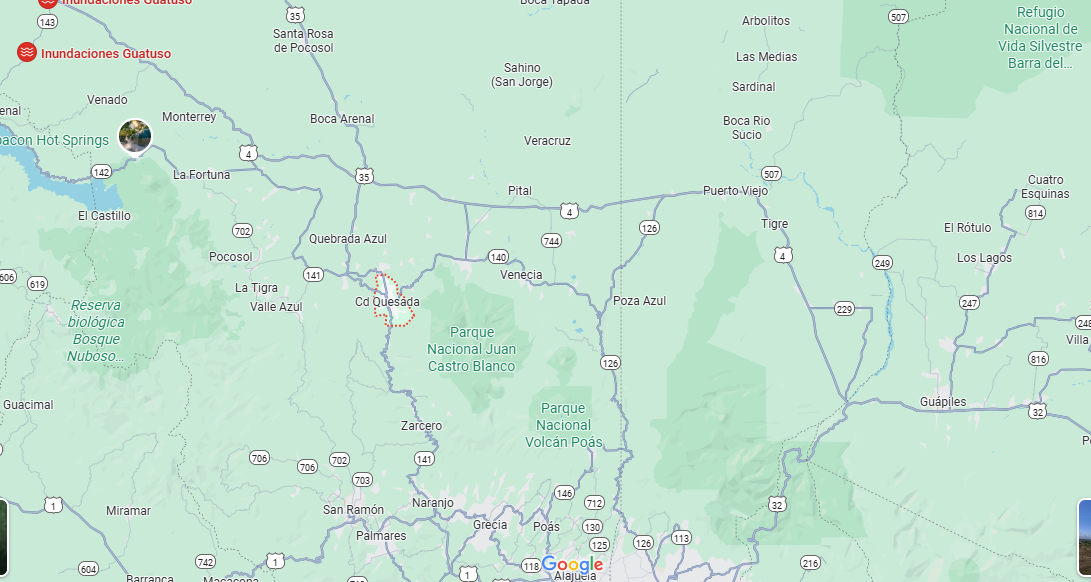 Inundaciones Guatuso
143
35
Boca Tapada
Arbolitos
507
Refugio
Nacional de
Vida Silvestre
Barra del...
Santa Rosa
de Pocosol
Inundaciones Guatuso
Las Medias
Sahino
(San Jorge)
Sardinal
Venado
Monterrey
Boca Arenal
Boca Rio
Sucio
enal
pacon Hot Springs
Veracruz
4
142
La Fortuna
35
507
Pital
Puerto Viejo
Cuatro
Esquinas
4
814
El Castillo
702
126
Tigre
El Rótulo
Quebrada Azul
744
Pocosol
140
4
249
Los Lagos
606
619
141
Venecia
La Tigra
Valle Azul
Cd Quesada
Poza Azul
229
247
Reserva
biológica
Bosque
Nuboso...
248
Villa
Parque
Nacional Juan
Castro Blanco
126
816
Guacimal
Parque
Nacional
Volcán Poás
Guápiles
32
Zarcero
706
706
702
141
703
146
712
32
1
Miramar
San Ramón
Naranjo
Grecia
Poás
130
Palmares
125
126
113
604
742
1
1
118
Google
216
Barranca
Macacona
Alajuela